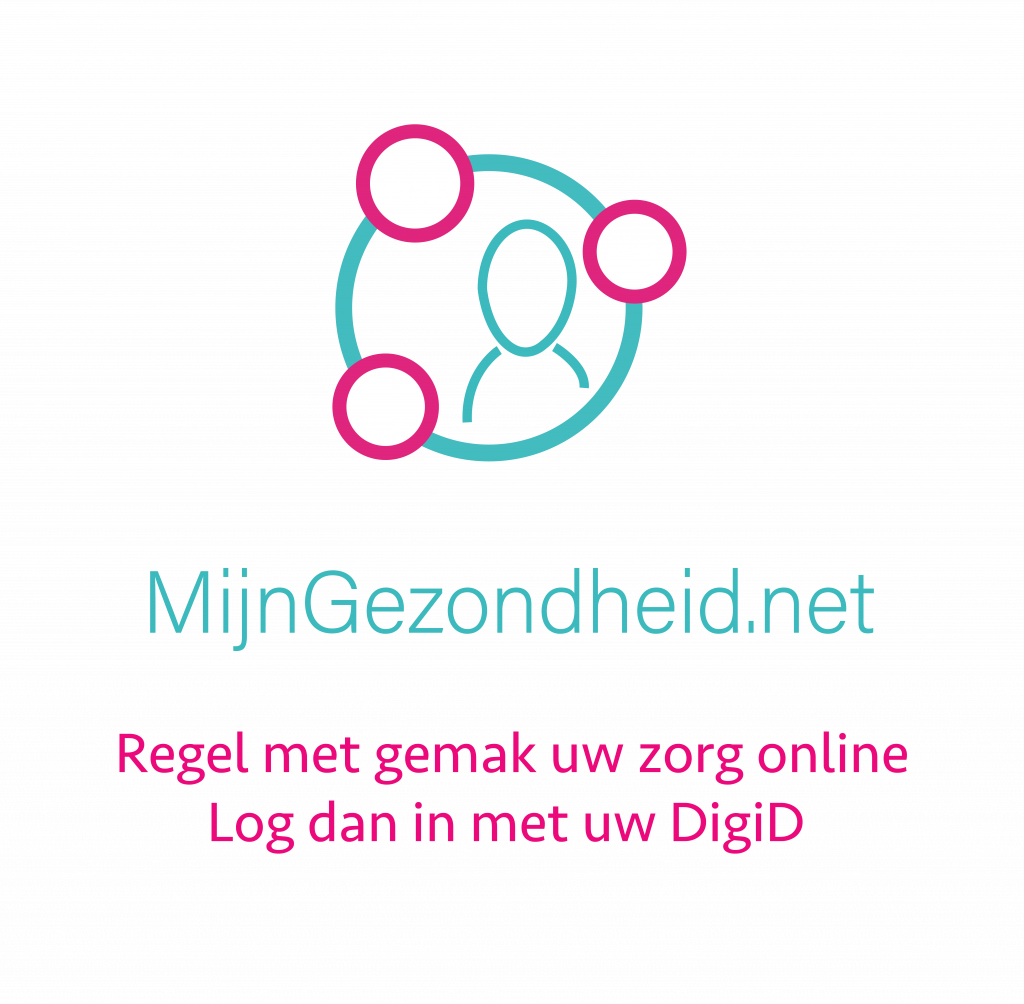 MijnGezondheid.net
Regel met gemak uw zorg online
Log dan in met uw DigiD